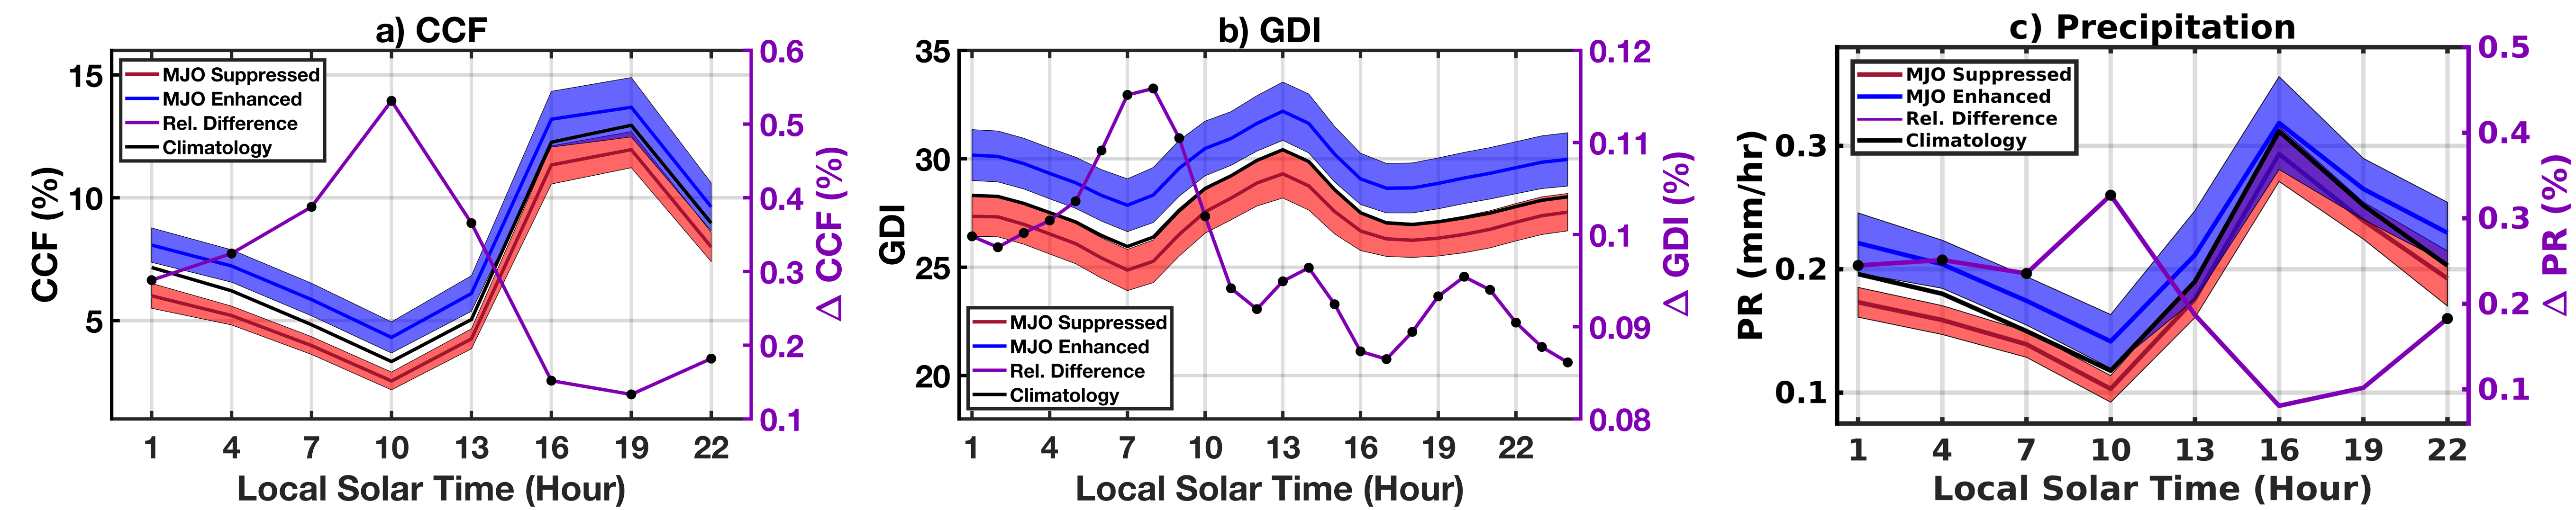 a) CCF
CCF (%)
15
10
5
MJO Suppressed
MJO Enhanced
Rel. Difference
Climatology
0.6
0.5
0.4
0.3
0.2
0.1
Δ CCF (%)
1 4 7 10 13 16 19 22
Local Solar Time (Hour)
b) GDI
GDI
35
30
25
20
MJO Suppressed
MJO Enhanced
Rel. Difference
Climatology
0.12
0.11
0.1
0.09
0.08
Δ GDI (%)
1 4 7 10 13 16 19 22
Local Solar Time (Hour)
c) Precipitation
PR (mm/hr)
0.3
0.2
0.1
MJO Suppressed
MJO Enhanced
Rel. Difference
Climatology
0.5
0.4
0.3
0.2
0.1
Δ PR (%)
1 4 7 10 13 16 19 22
Local Solar Time (Hour)